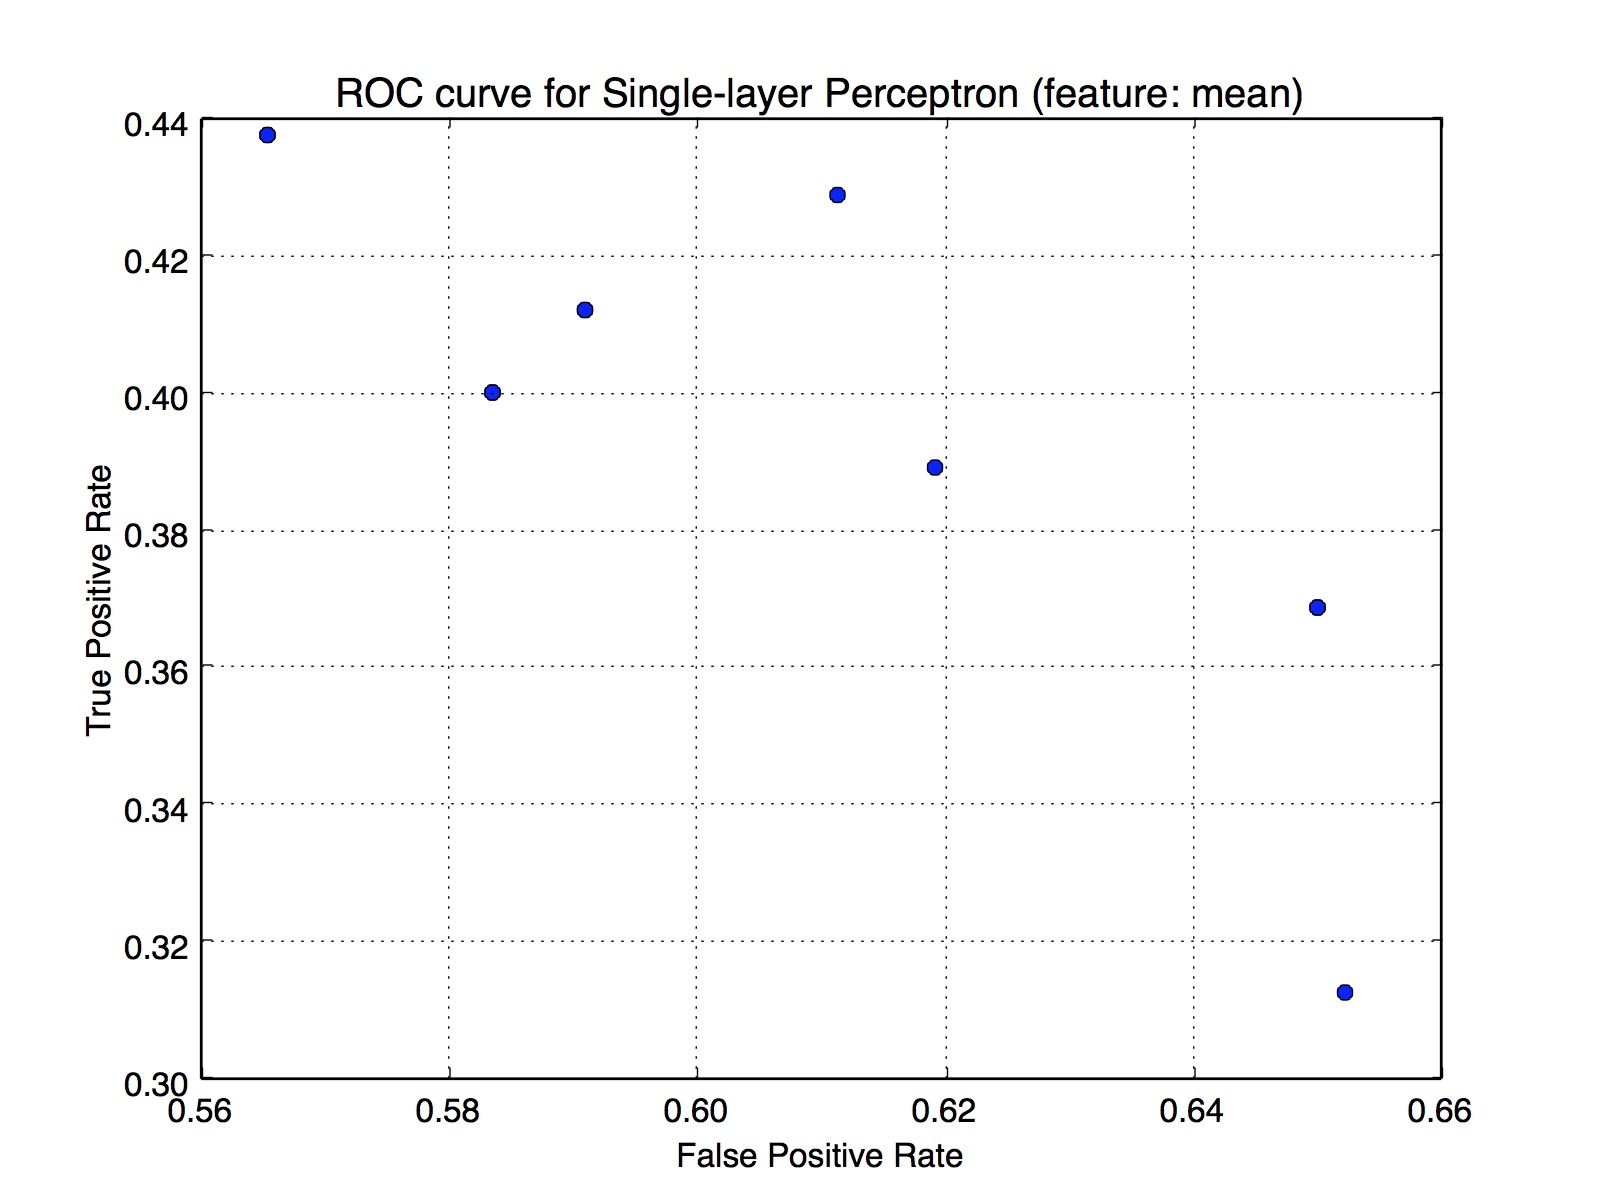 ROC curve for Single-layer Perceptron (feature: mean)
0.44
0.42
0.40
0.38
0.36
0.34
0.32
0.30
True Positive Rate
0.56 0.58 0.60 0.62 0.64 0.66
False Positive Rate